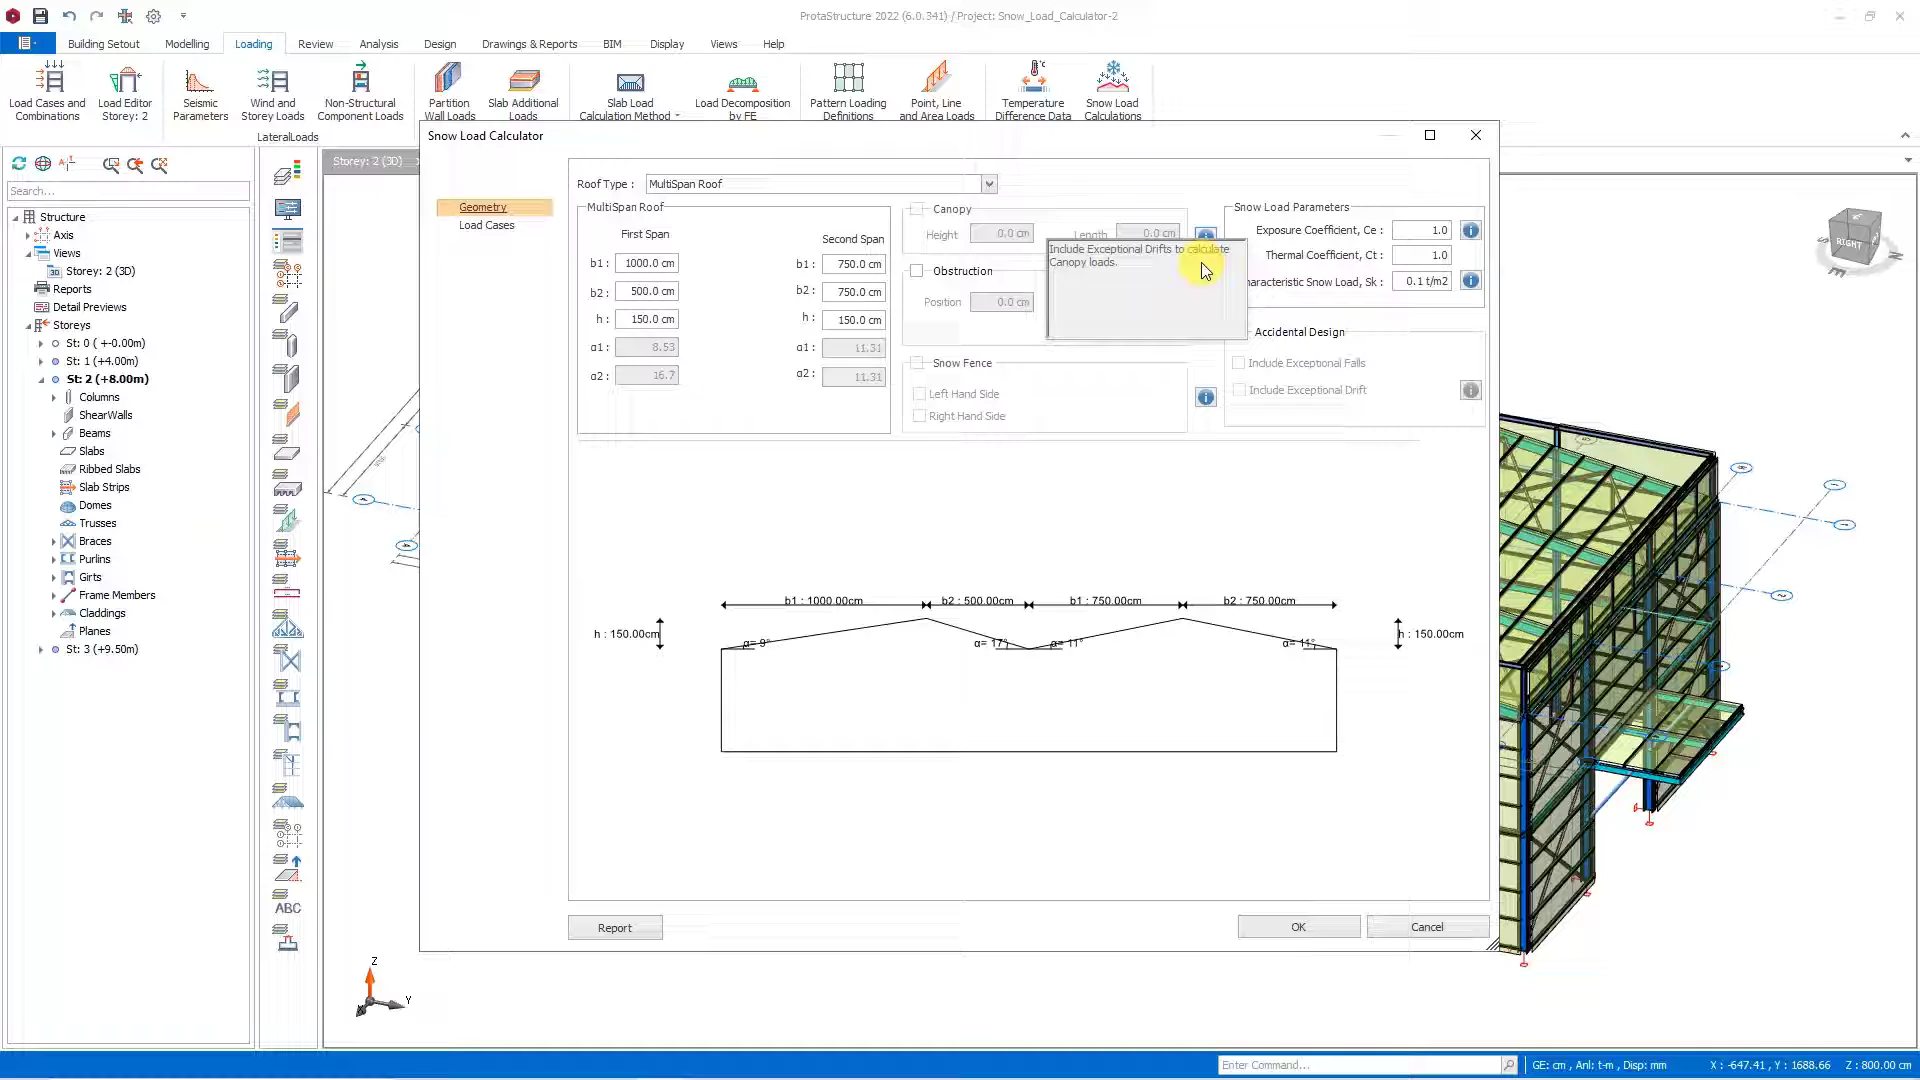 ProtaStructure 2022 (6.0.341) / Project: Snow_Load_Calculator-2
Building Setout
Modelling
Loading
Review
Analysis
Design
Drawings & Reports
BIM
Display
Views
Help
Load Cases and Combinations
Load Editor Storey: 2
Seismic Parameters
Wind and Storey Loads
Non-Structural Component Loads
Partition Wall Loads
Slab Additional Loads
Slab Load Calculation Method
Load Decomposition by FE
Pattern Loading Definitions
Point, Line and Area Loads
Temperature Difference Data
Snow Load Calculations
LateralLoads
Search...
Structure
Axis
Views
Storey: 2 (3D)
Reports
Detail Previews
Storeys
St: 0 ( +-0.00m)
St: 1 (+4.00m)
St: 2 (+8.00m)
Columns
ShearWalls
Beams
Slabs
Ribbed Slabs
Slab Strips
Domes
Trusses
Braces
Purlins
Girts
Frame Members
Claddings
Planes
St: 3 (+9.50m)
ABC
Storey: 2 (3D)
Snow Load Calculator
Geometry
Load Cases
Roof Type :
MultiSpan Roof
MultiSpan Roof
First Span
Second Span
b1 : 1000.0 cm
b1 : 750.0 cm
b2 : 500.0 cm
b2 : 750.0 cm
h : 150.0 cm
h : 150.0 cm
α1 : 8.53
α1 : 11.31
α2 : 16.7
α2 : 11.31
Canopy
Height 0.0 cm
Length 0.0 cm
Include Exceptional Drifts to calculate
Canopy loads.
Obstruction
Position 0.0 cm
Snow Fence
Left Hand Side
Right Hand Side
Snow Load Parameters
Exposure Coefficient, Ce : 1.0
Thermal Coefficient, Ct : 1.0
haracteristic Snow Load, Sk : 0.1 t/m2
Accidental Design
Include Exceptional Falls
Include Exceptional Drift
b1 : 1000.00cm
b2 : 500.00cm
b1 : 750.00cm
b2 : 750.00cm
h : 150.00cm
α= 9°
α= 17°
α= 11°
α= 11°
h : 150.00cm
Report
OK
Cancel
RIGHT
Z
Y
Enter Command...
GE: cm , Anl: t-m , Disp: mm
X : -647.41 , Y : 1688.66
Z : 800.00 cm